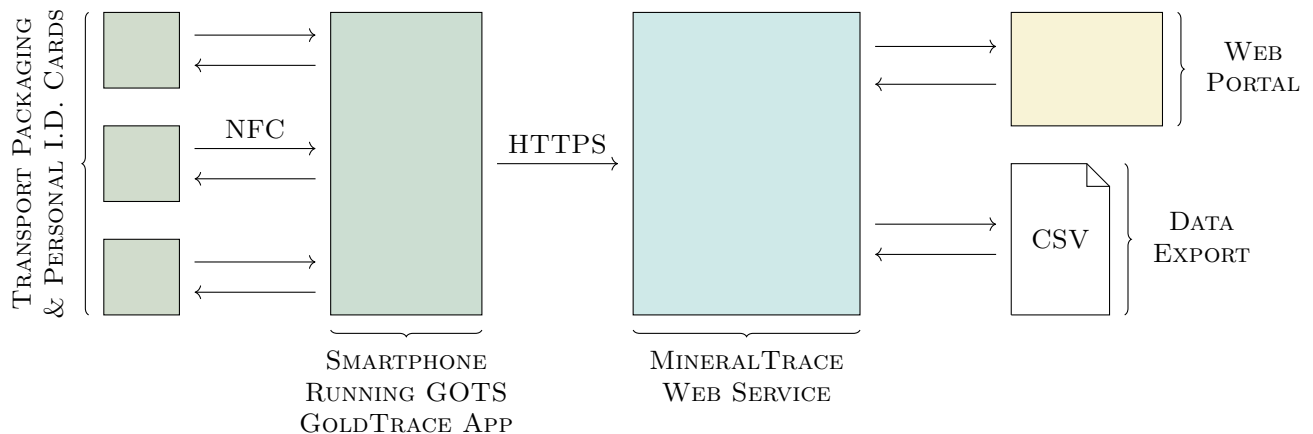 Transport Packaging
& Personal I.D. Cards
NFC
HTTPS
Web
Portal
CSV
Data
Export
Smartphone
Running GOTS
GoldTrace App
MineralTrace
Web Service